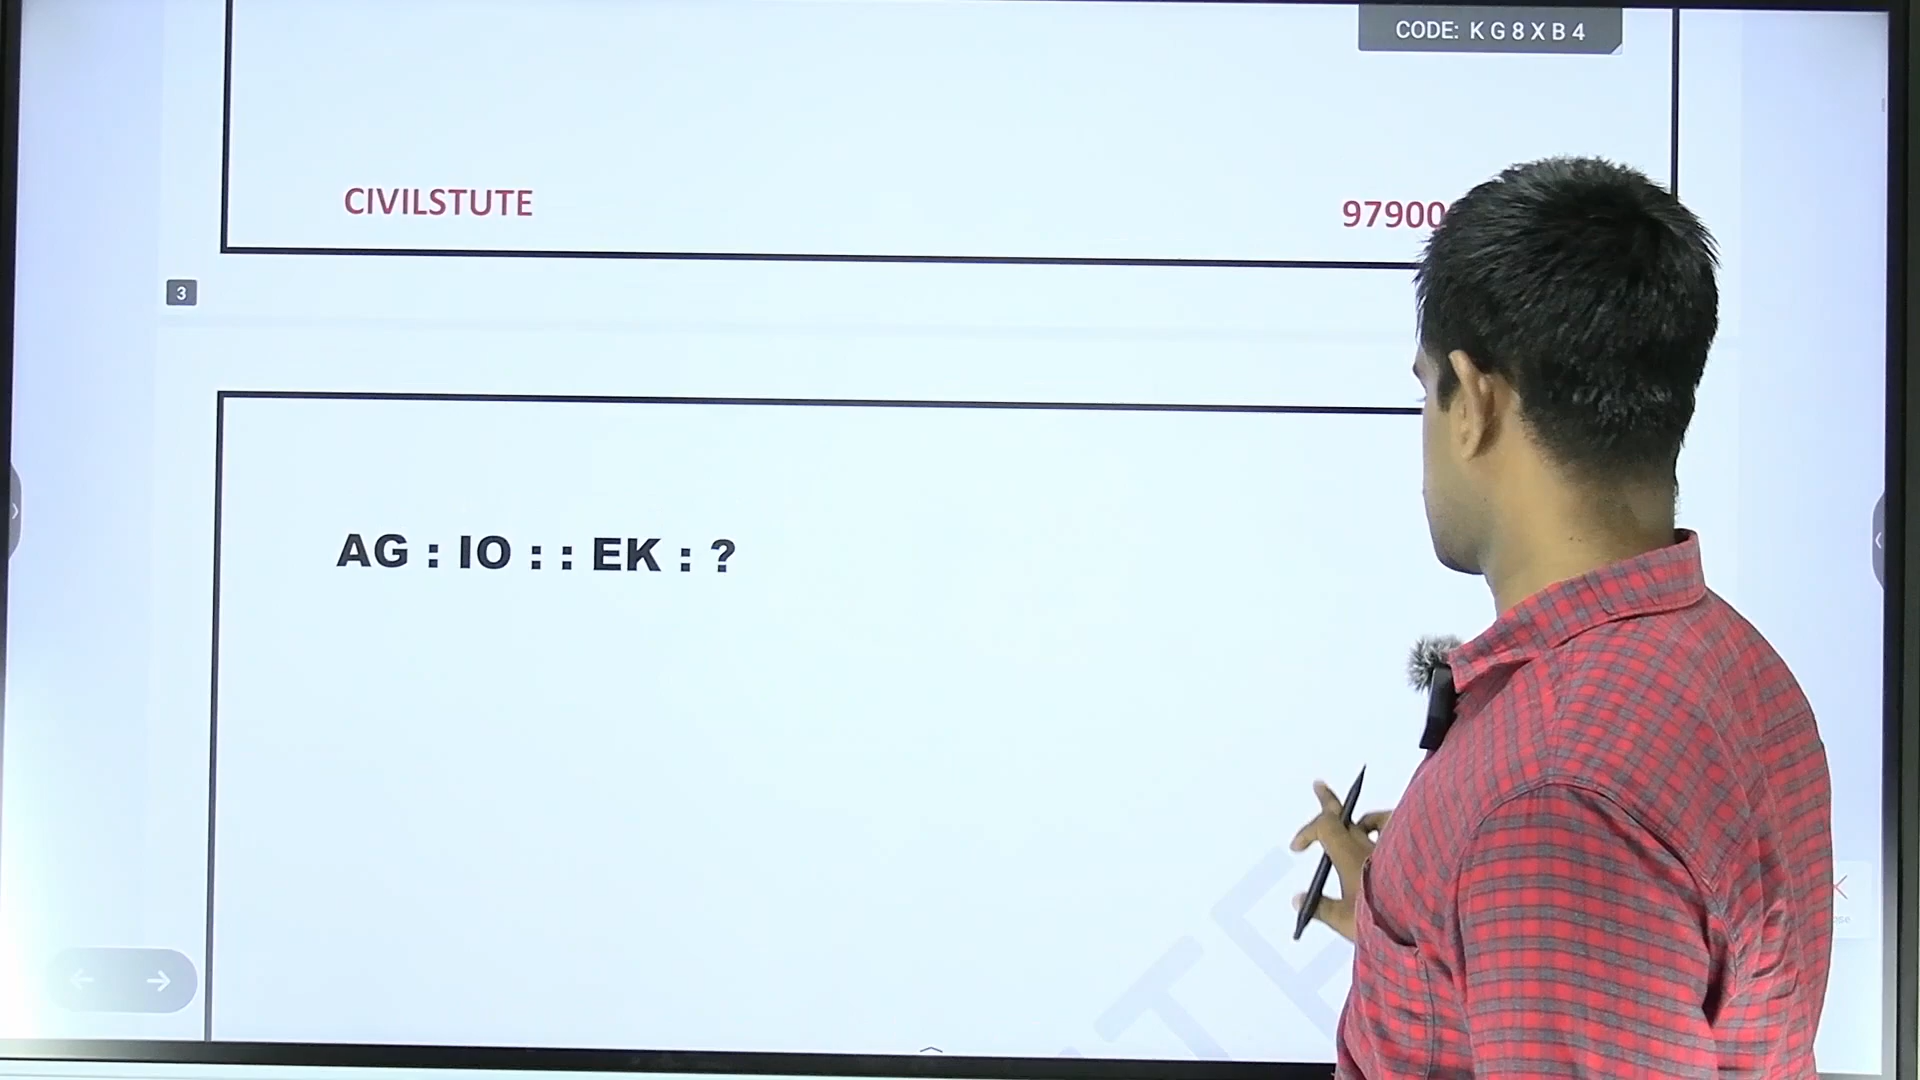 CODE: K G 8 X B 4
CIVILSTUTE
97900
3
AG : IO : : EK : ?